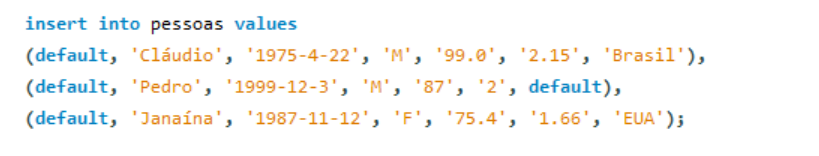 insert into pessoas values
(default, 'Cláudio', '1975-4-22', 'M', '99.0', '2.15', 'Brasil'),
(default, 'Pedro', '1999-12-3', 'M', '87', '2', default),
(default, 'Janaína', '1987-11-12', 'F', '75.4', '1.66', 'EUA');